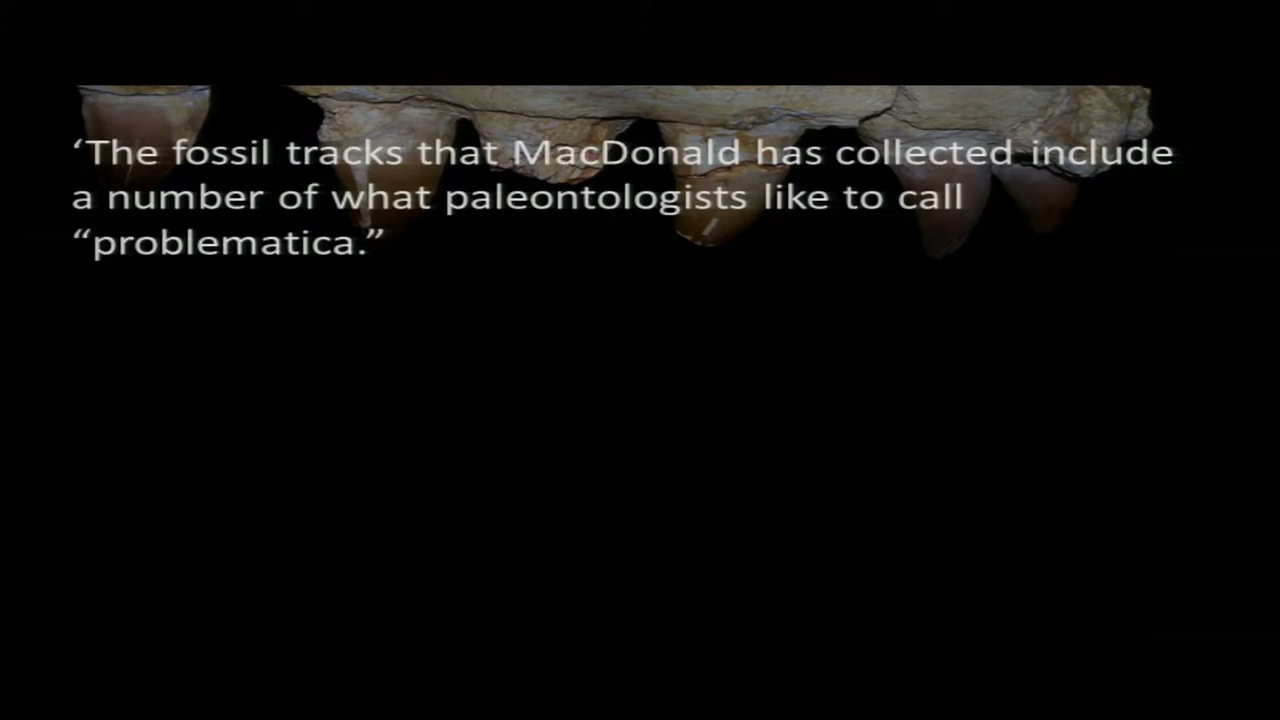 ‘The fossil tracks that MacDonald has collected include
a number of what paleontologists like to call
“problematica.”